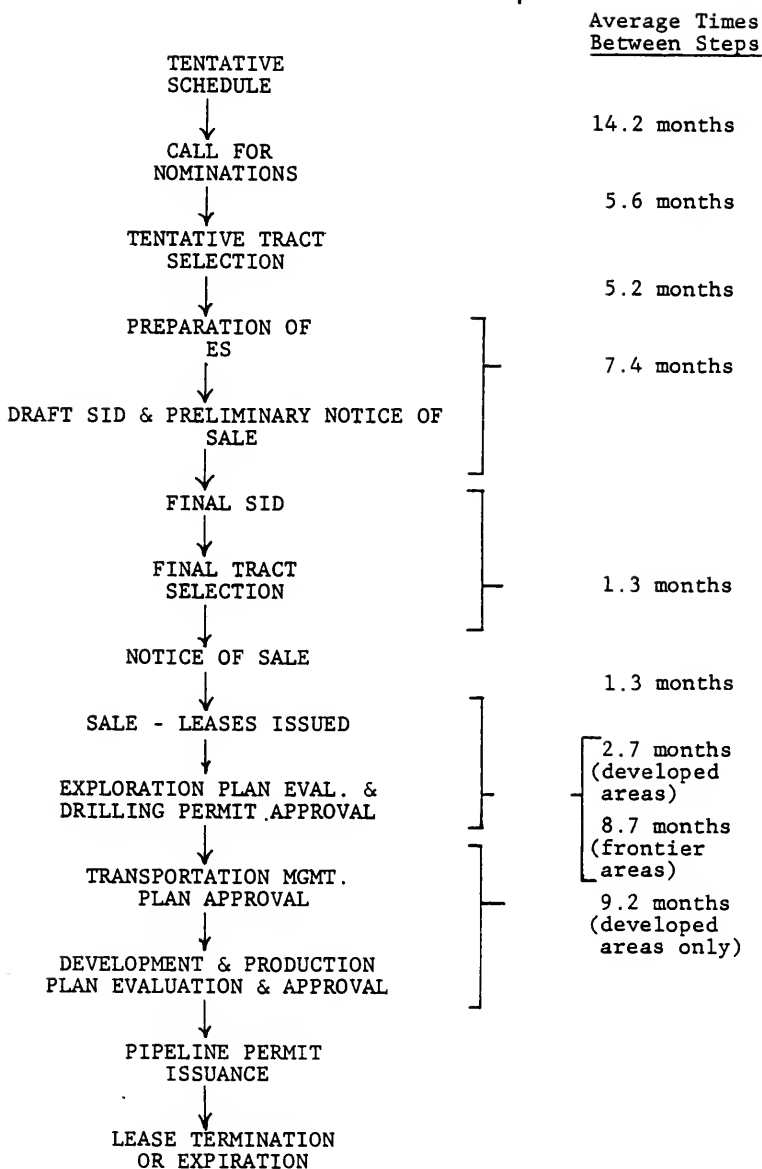 Average Times
Between Steps
TENTATIVE
SCHEDULE
14.2 months
CALL FOR
NOMINATIONS
5.6 months
TENTATIVE TRACT
SELECTION
5.2 months
PREPARATION OF
ES
7.4 months
DRAFT SID & PRELIMINARY NOTICE OF
SALE
FINAL SID
FINAL TRACT
SELECTION
1.3 months
NOTICE OF SALE
1.3 months
SALE - LEASES ISSUED
2.7 months
(developed
areas)
EXPLORATION PLAN EVAL. &
DRILLING PERMIT APPROVAL
8.7 months
(frontier
areas)
TRANSPORTATION MGMT.
PLAN APPROVAL
9.2 months
(developed
areas only)
DEVELOPMENT & PRODUCTION
PLAN EVALUATION & APPROVAL
PIPELINE PERMIT
ISSUANCE
LEASE TERMINATION
OR EXPIRATION